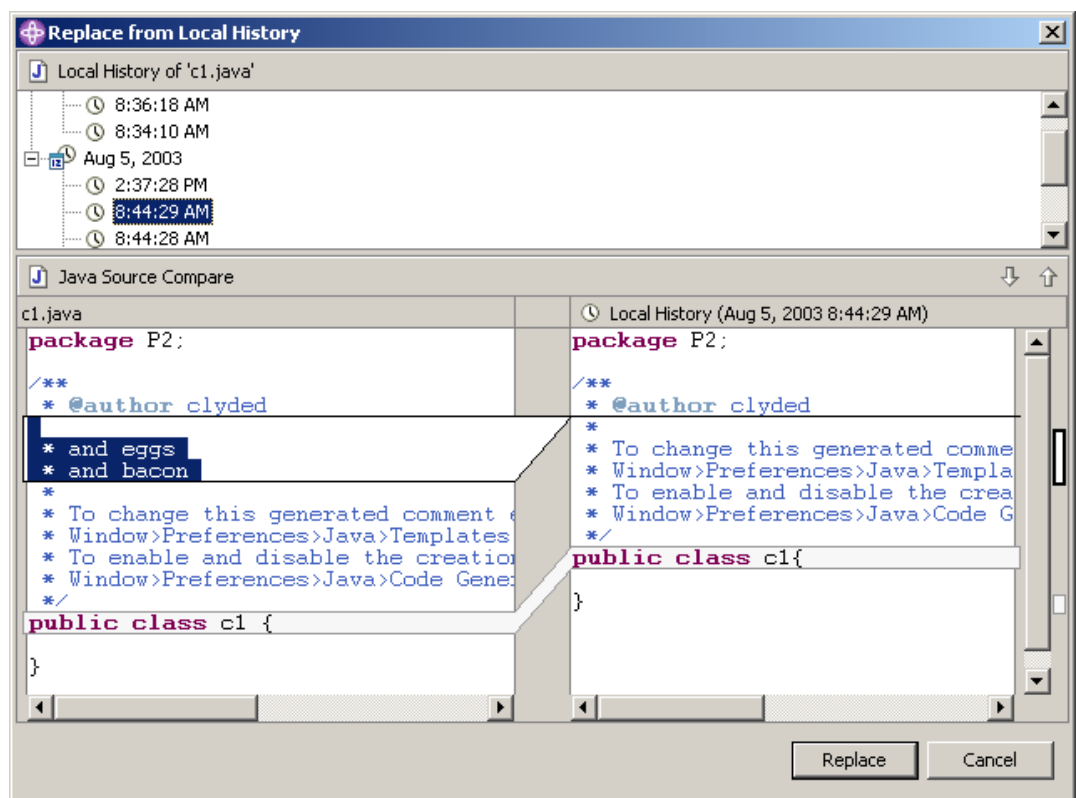 Replace from Local History
Local History of 'c1.java'
8:36:18 AM
8:34:10 AM
Aug 5, 2003
2:37:28 PM
8:44:29 AM
8:44:28 AM
Java Source Compare
c1.java
package P2;
/**
* @author clyded
* and eggs
* and bacon
*
* To change this generated comment
* Window>Preferences>Java>Templates
* To enable and disable the
* Window>Preferences>Java>Code
*/
public class c1 {
}
Local History (Aug 5, 2003 8:44:29 AM)
package P2;
/**
* @author clyded
*
* To change this generated
* Window>Preferences>Java>Templa
* To enable and disable the
* Window>Preferences>Java>Code G
*/
public class c1{
}
Replace
Cancel